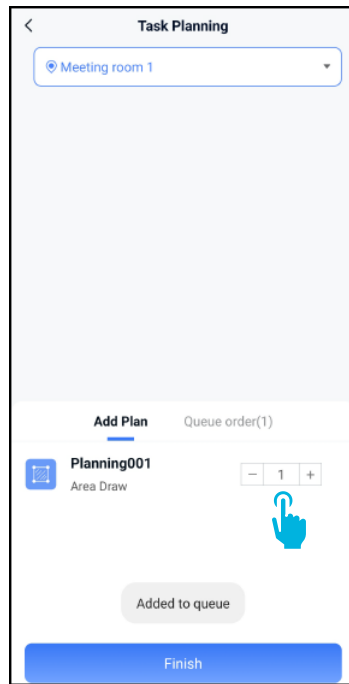 Task Planning
Meeting room 1
Add Plan Queue order(1)
Planning001
Area Draw
− 1 +
Added to queue
Finish